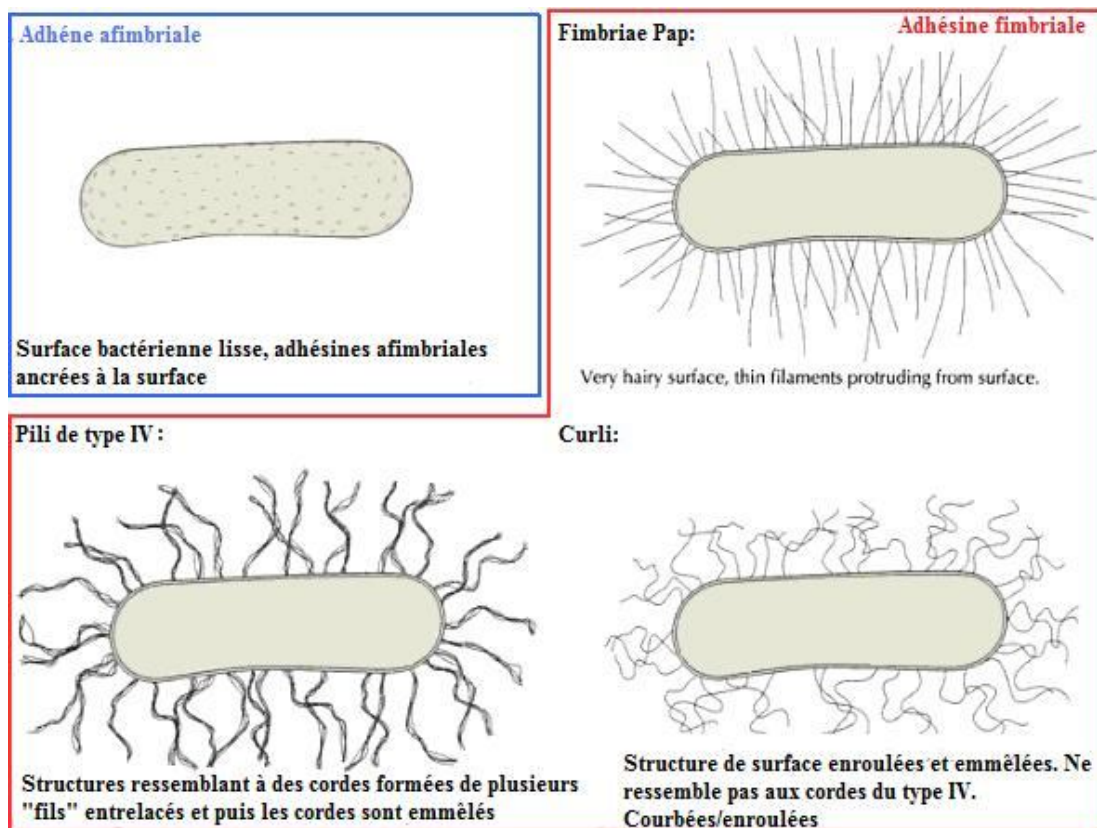 . Adhéne afimbriale
Surface bactérienne lisse, adhésines afimbriales
ancrées à la surface
Adhésine fimbriale
Fimbriae Pap:
Very hairy surface, thin filaments protruding from surface.
Pili de type IV :
Structures ressemblant à des cordes formées de plusieurs
"fils" entrelacés et puis les cordes sont emmêlés
Curli:
Structure de surface enroulées et emmêlées. Ne
ressemble pas aux cordes du type IV.
Courbées/enroulées